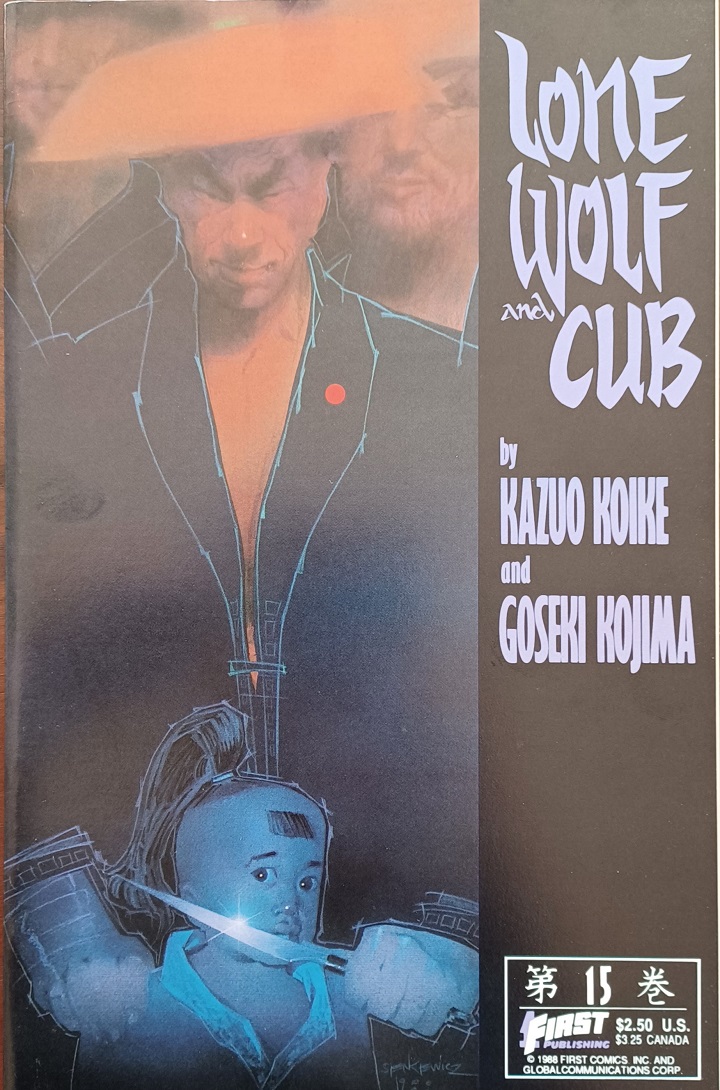 LONE
WOLF
and
CUB
by
KAZUO KOIKE
and
GOSEKI KOJIMA
第 15 巻
FIRST
PUBLISHING
$2.50 U.S.
$3.25 CANADA
© 1988 FIRST COMICS INC. AND
GLOBALCOMMUNICATIONS CORP.